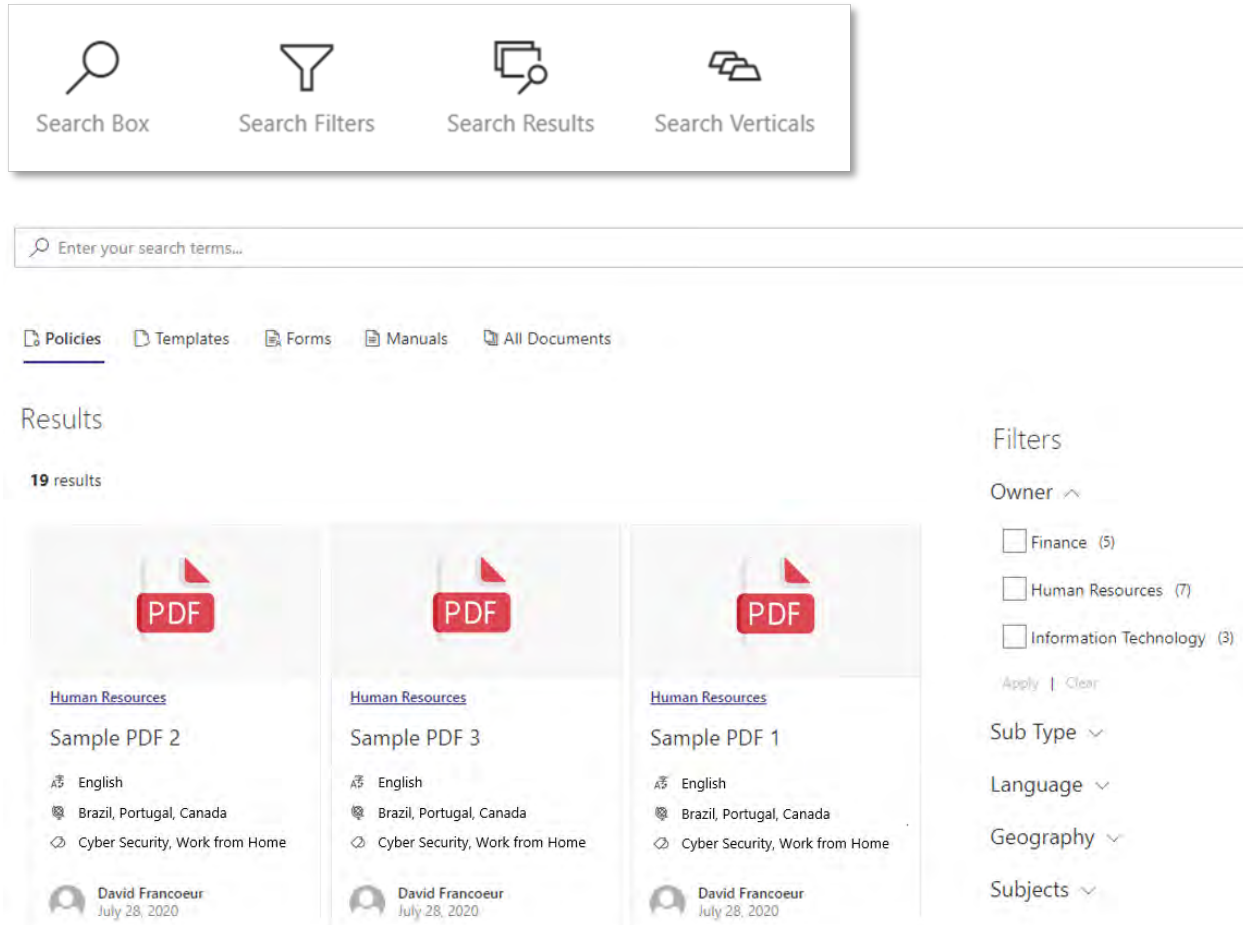 Search Box
Search Filters
Search Results
Search Verticals
Enter your search terms...
Policies
Templates
Forms
Manuals
All Documents
Results
19 results
PDF
Human Resources
Sample PDF 2
English
Brazil, Portugal, Canada
Cyber Security, Work from Home
David Francoeur
July 28, 2020
PDF
Human Resources
Sample PDF 3
English
Brazil, Portugal, Canada
Cyber Security, Work from Home
David Francoeur
July 28, 2020
PDF
Human Resources
Sample PDF 1
English
Brazil, Portugal, Canada
Cyber Security, Work from Home
David Francoeur
July 28, 2020
Filters
Owner
Finance (5)
Human Resources (7)
Information Technology (3)
Apply | Clear
Sub Type
Language
Geography
Subjects